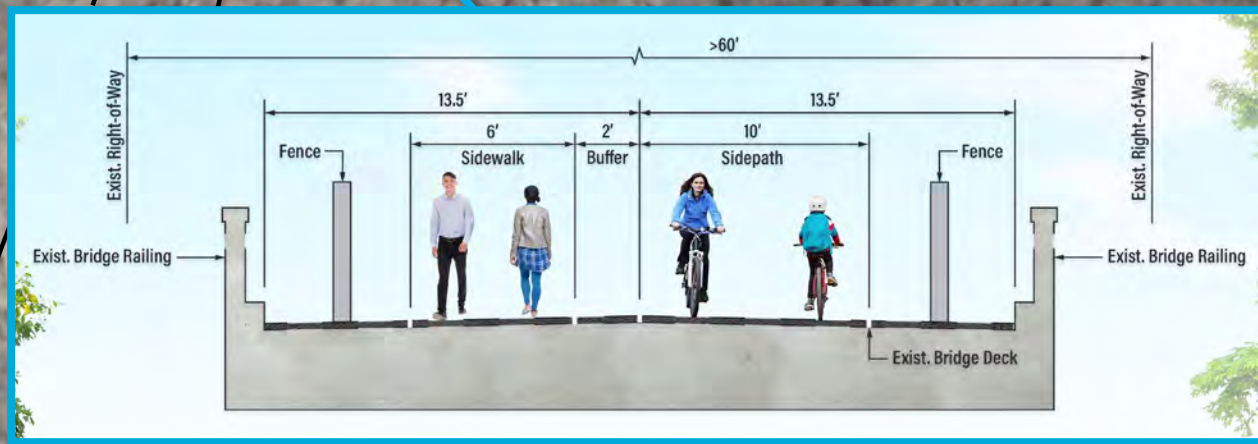 >60'
Exist. Right-of-Way
Exist. Right-of-Way
13.5'
13.5'
6'
2'
10'
Sidewalk
Buffer
Sidepath
Fence
Fence
Exist. Bridge Railing
Exist. Bridge Railing
Exist. Bridge Deck